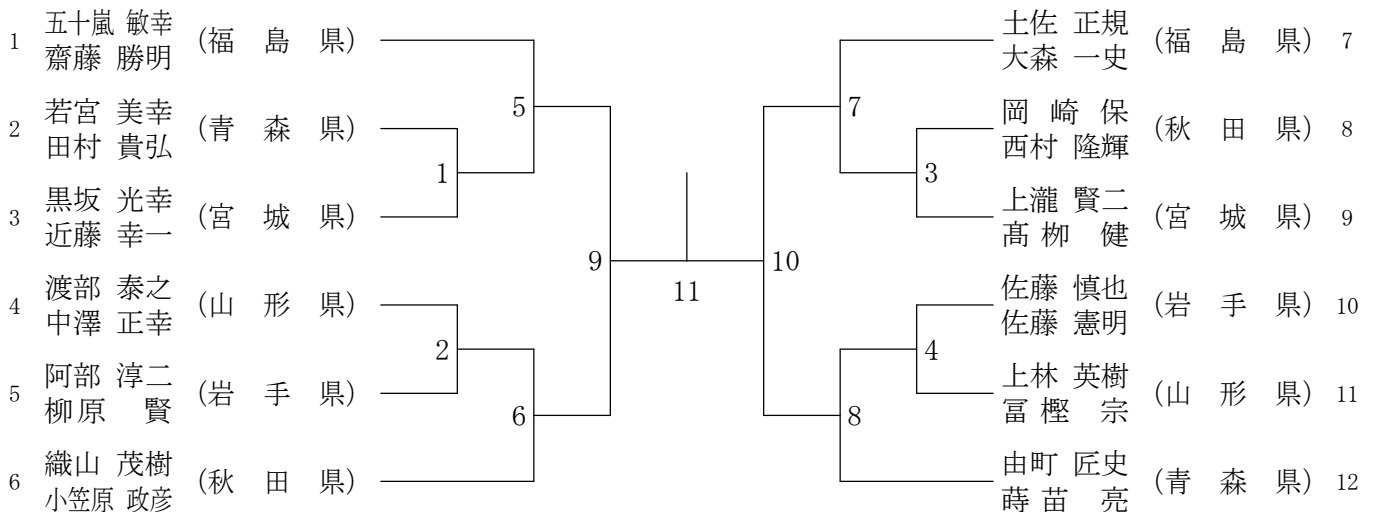 五十嵐 敏幸
1 (福 島 県)
齋藤 勝明
若宮 美幸
2 (青 森 県)
田村 貴弘
黒坂 光幸
3 (宮 城 県)
近藤 幸一
渡部 泰之
4 (山 形 県)
中澤 正幸
阿部 淳二
5 (岩 手 県)
柳原 賢
織山 茂樹
6 (秋 田 県)
小笠原 政彦
5
1
9
2
6
11
7
3
10
4
8
土佐 正規
(福 島 県) 7
大森 一史
岡崎 保
(秋 田 県) 8
西村 隆輝
上瀧 賢二
(宮 城 県) 9
髙栁 健
佐藤 慎也
(岩 手 県) 10
佐藤 憲明
上林 英樹
(山 形 県) 11
冨樫 宗
由町 匠史
(青 森 県) 12
蒔苗 亮